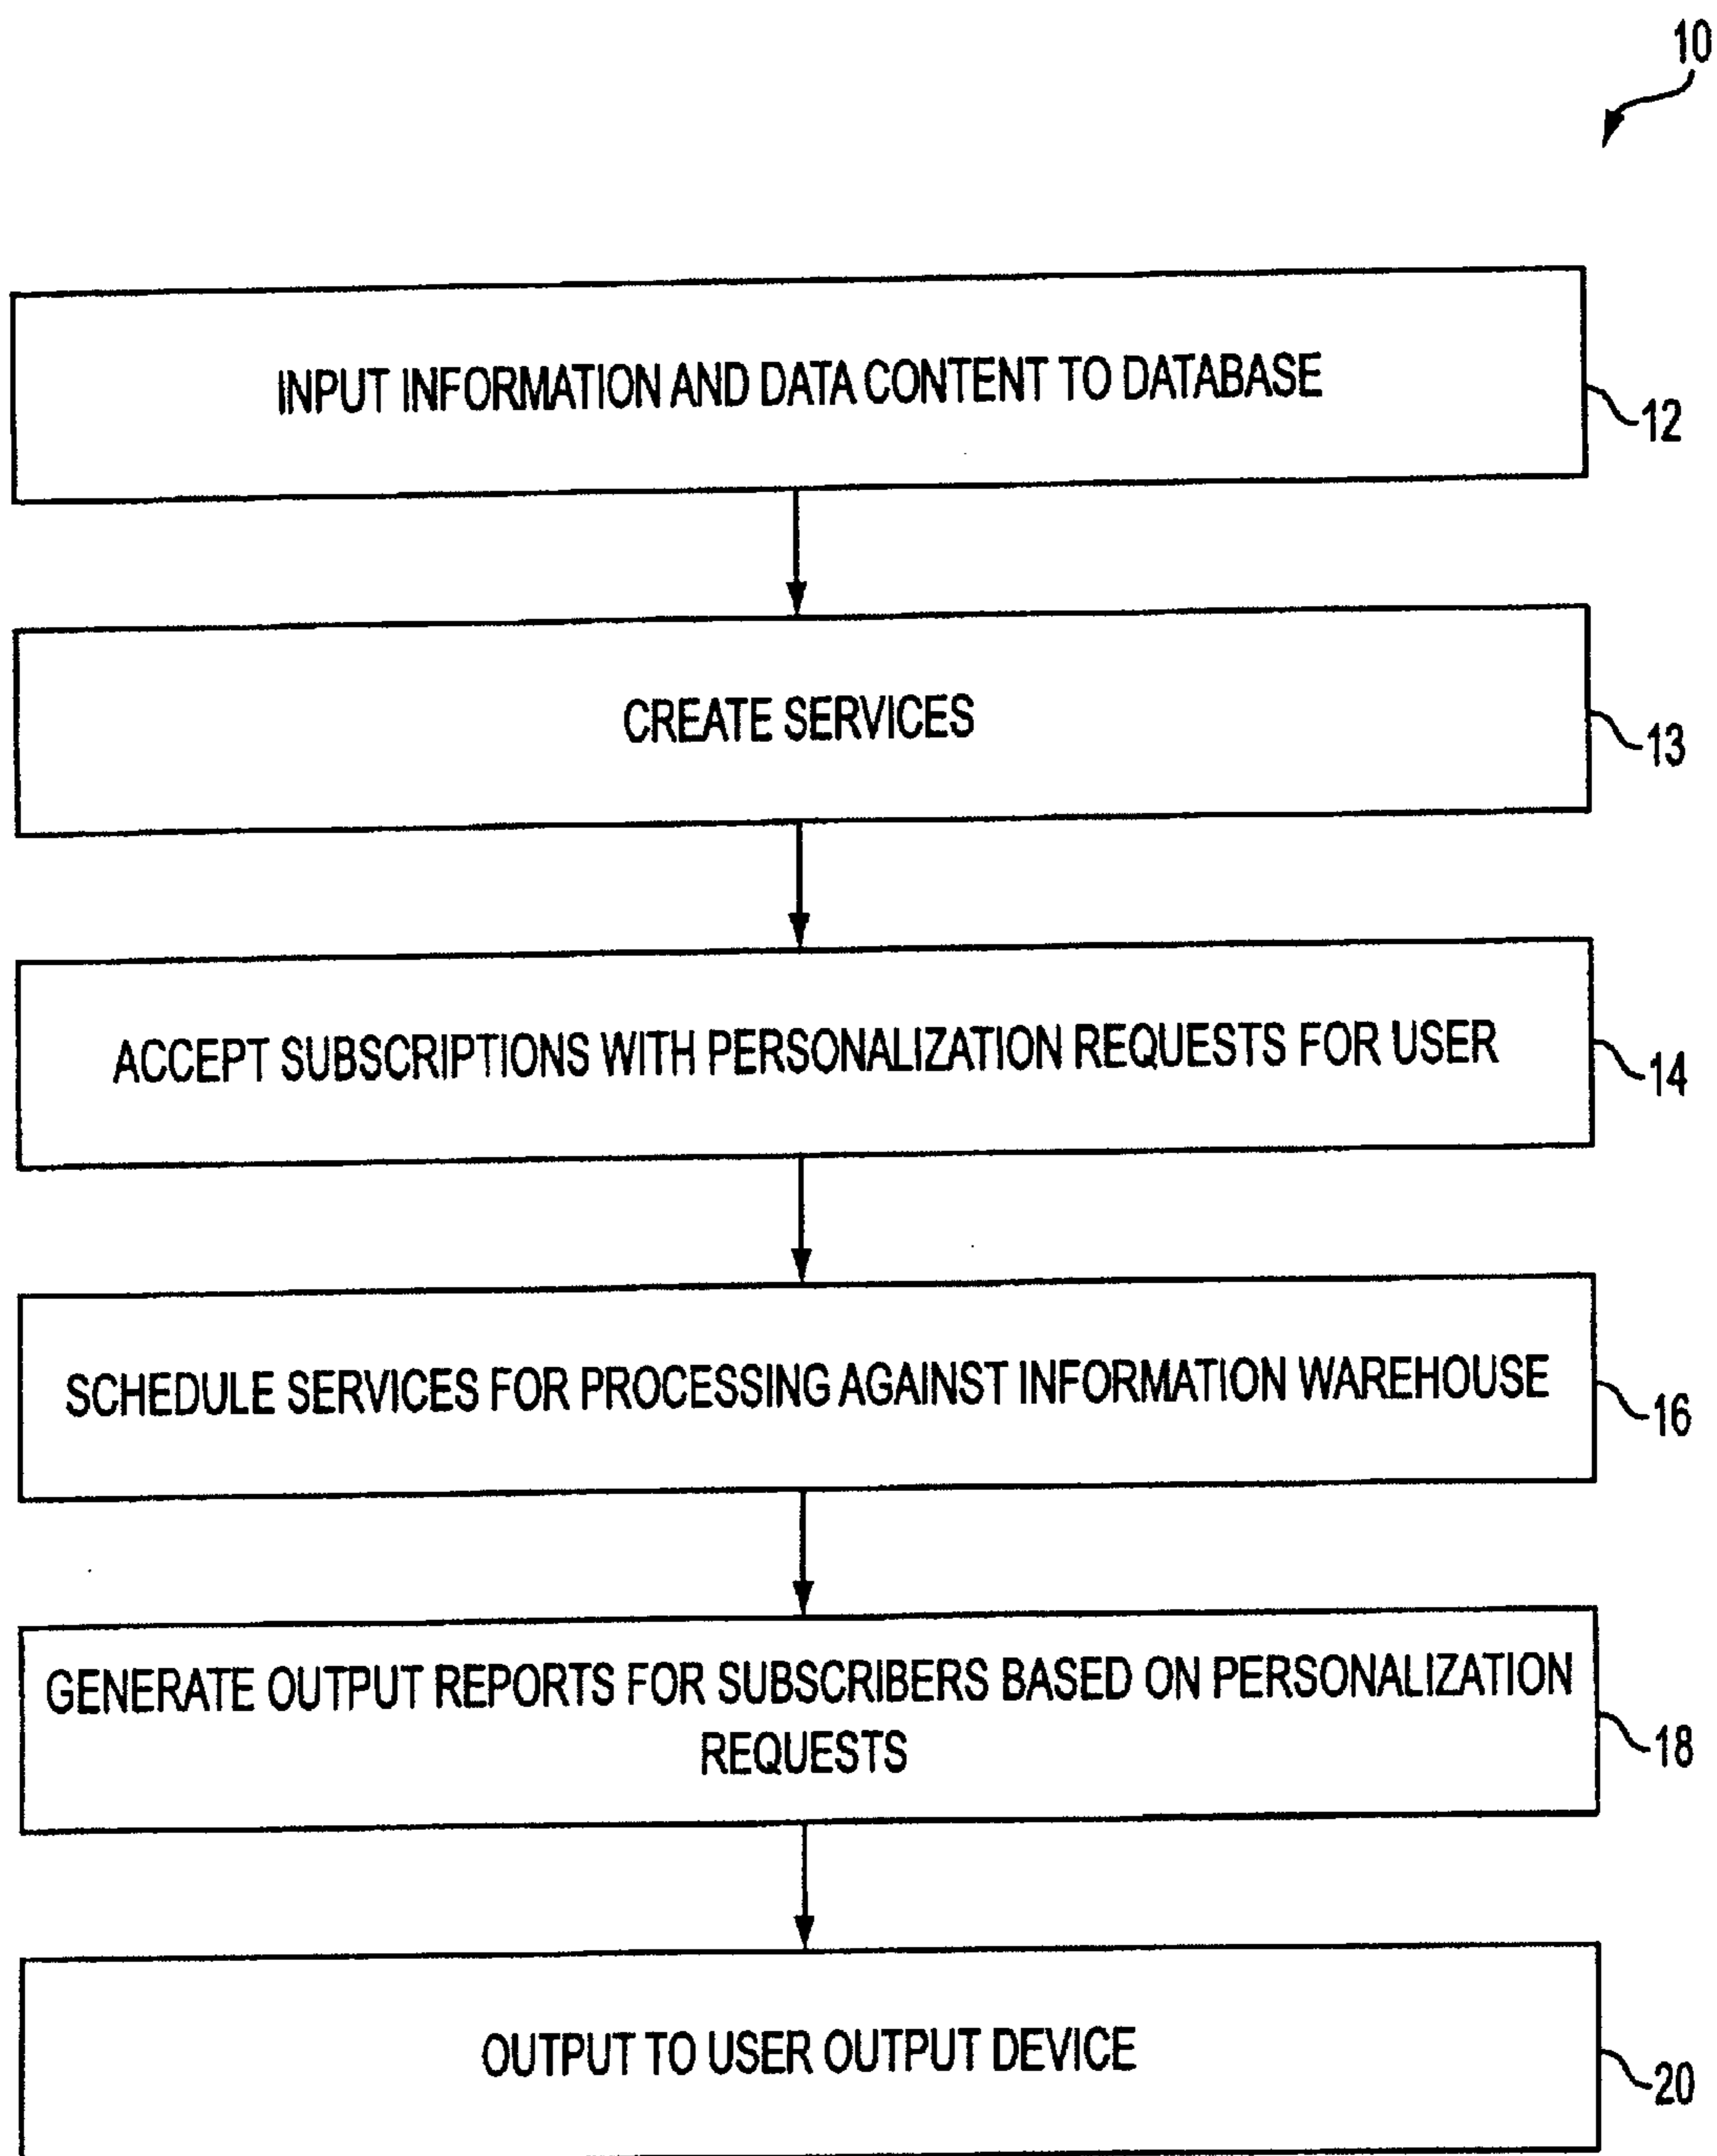 10
INPUT INFORMATION AND DATA CONTENT TO DATABASE
12
CREATE SERVICES
13
ACCEPT SUBSCRIPTIONS WITH PERSONALIZATION REQUESTS FOR USER
14
SCHEDULE SERVICES FOR PROCESSING AGAINST INFORMATION WAREHOUSE
16
GENERATE OUTPUT REPORTS FOR SUBSCRIBERS BASED ON PERSONALIZATION
REQUESTS
18
OUTPUT TO USER OUTPUT DEVICE
20